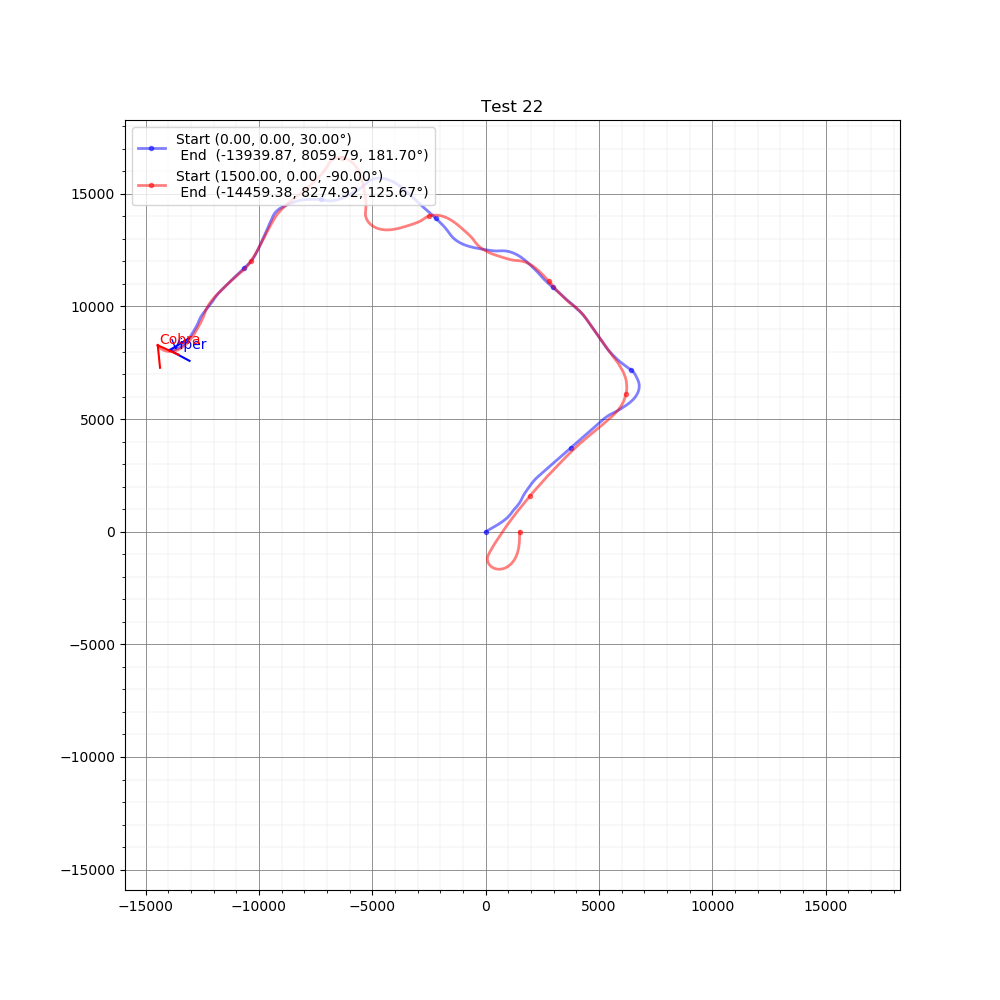 Test 22
Start (0.00, 0.00, 30.00°)
End  (-13939.87, 8059.79, 181.70°)
Start (1500.00, 0.00, -90.00°)
End  (-14459.38, 8274.92, 125.67°)
15000
10000
Cobra
Viper
5000
0
−5000
−10000
−15000
−15000 −10000 −5000 0 5000 10000 15000